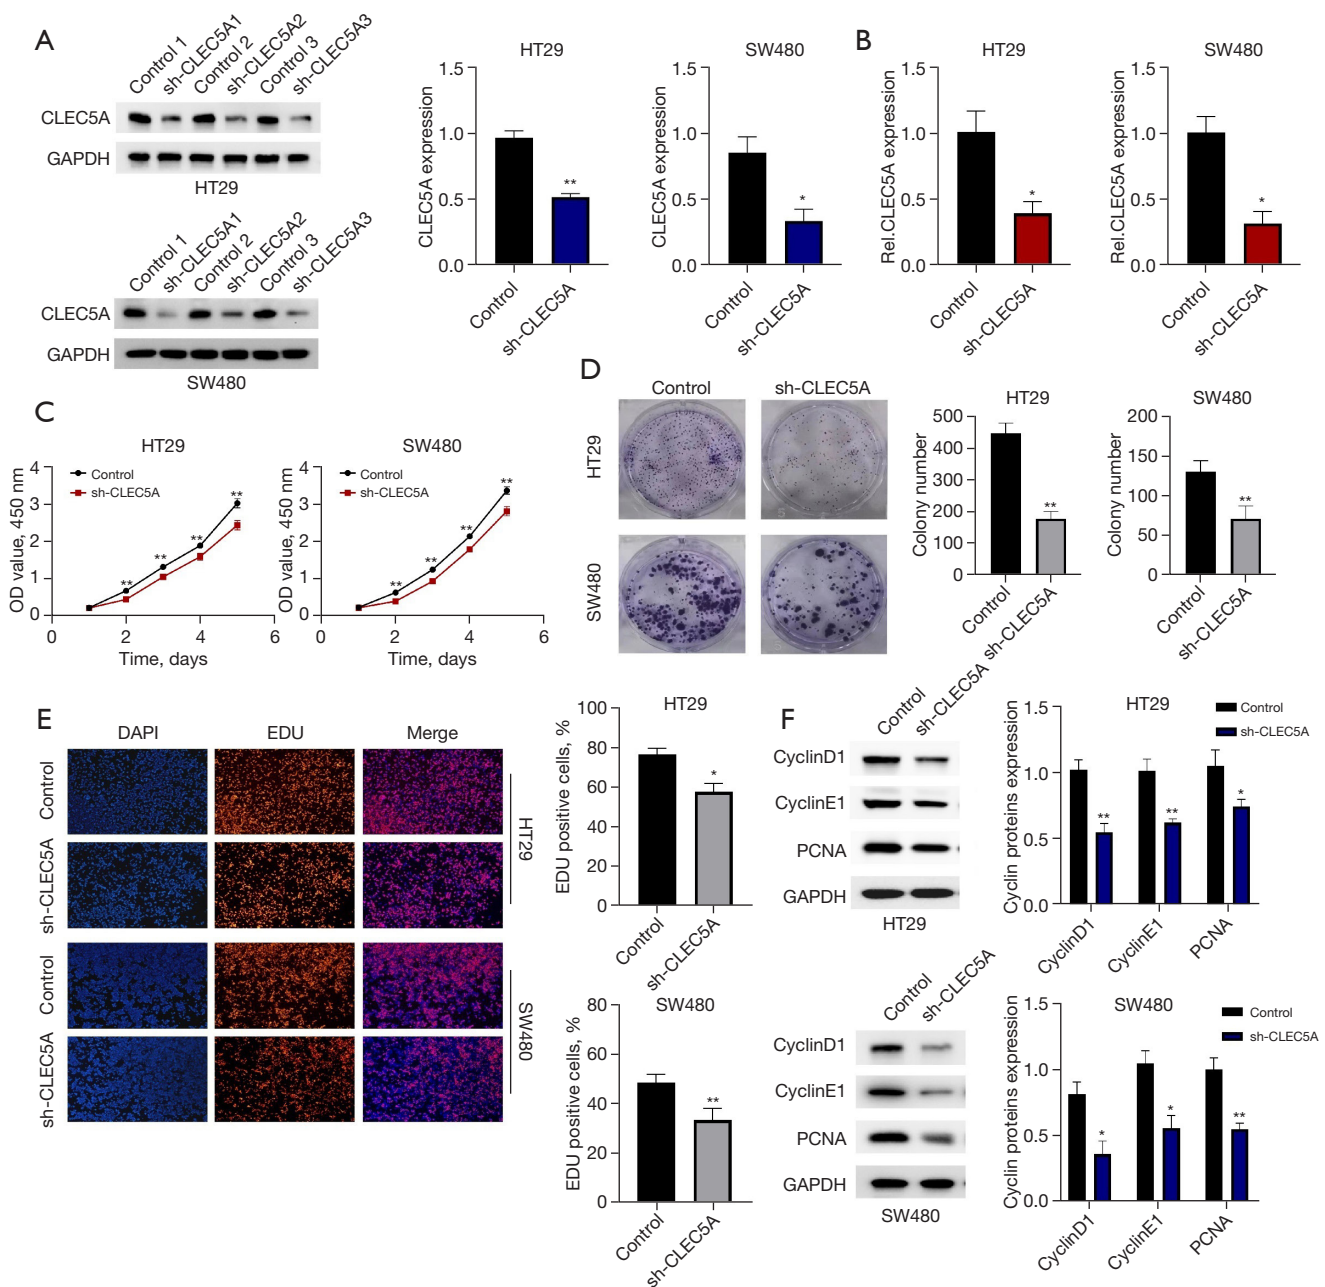 A
Control 1
sh-CLEC5A1
Control 2
sh-CLEC5A2
Control 3
sh-CLEC5A3
CLEC5A
GAPDH
HT29
Control 1
sh-CLEC5A1
Control 2
sh-CLEC5A2
Control 3
sh-CLEC5A3
CLEC5A
GAPDH
SW480
HT29
CLEC5A expression
1.5
1.0
0.5
0.0
**
Control
sh-CLEC5A
SW480
CLEC5A expression
1.5
1.0
0.5
0.0
*
Control
sh-CLEC5A
B
HT29
Rel.CLEC5A expression
1.5
1.0
0.5
0.0
*
Control
sh-CLEC5A
SW480
Rel.CLEC5A expression
1.5
1.0
0.5
0.0
*
Control
sh-CLEC5A
C
HT29
OD value, 450 nm
4
3
2
1
0
Control
sh-CLEC5A
**
**
**
**
0 2 4 6
Time, days
SW480
OD value, 450 nm
4
3
2
1
0
Control
sh-CLEC5A
**
**
**
**
0 2 4 6
Time, days
D
Control sh-CLEC5A
HT29
SW480
HT29
Colony number
500
400
300
200
100
0
**
Control
sh-CLEC5A
SW480
Colony number
200
150
100
50
0
**
Control
sh-CLEC5A
E
DAPI EDU Merge
Control
sh-CLEC5A
HT29
Control
sh-CLEC5A
SW480
HT29
EDU positive cells, %
100
80
60
40
20
0
*
Control
sh-CLEC5A
SW480
EDU positive cells, %
80
60
40
20
0
**
Control
sh-CLEC5A
F
Control
sh-CLEC5A
CyclinD1
CyclinE1
PCNA
GAPDH
HT29
HT29
Cyclin proteins expression
1.5
1.0
0.5
0.0
Control
sh-CLEC5A
**
**
*
CyclinD1
CyclinE1
PCNA
Control
sh-CLEC5A
CyclinD1
CyclinE1
PCNA
GAPDH
SW480
SW480
Cyclin proteins expression
1.5
1.0
0.5
0.0
Control
sh-CLEC5A
*
*
**
CyclinD1
CyclinE1
PCNA